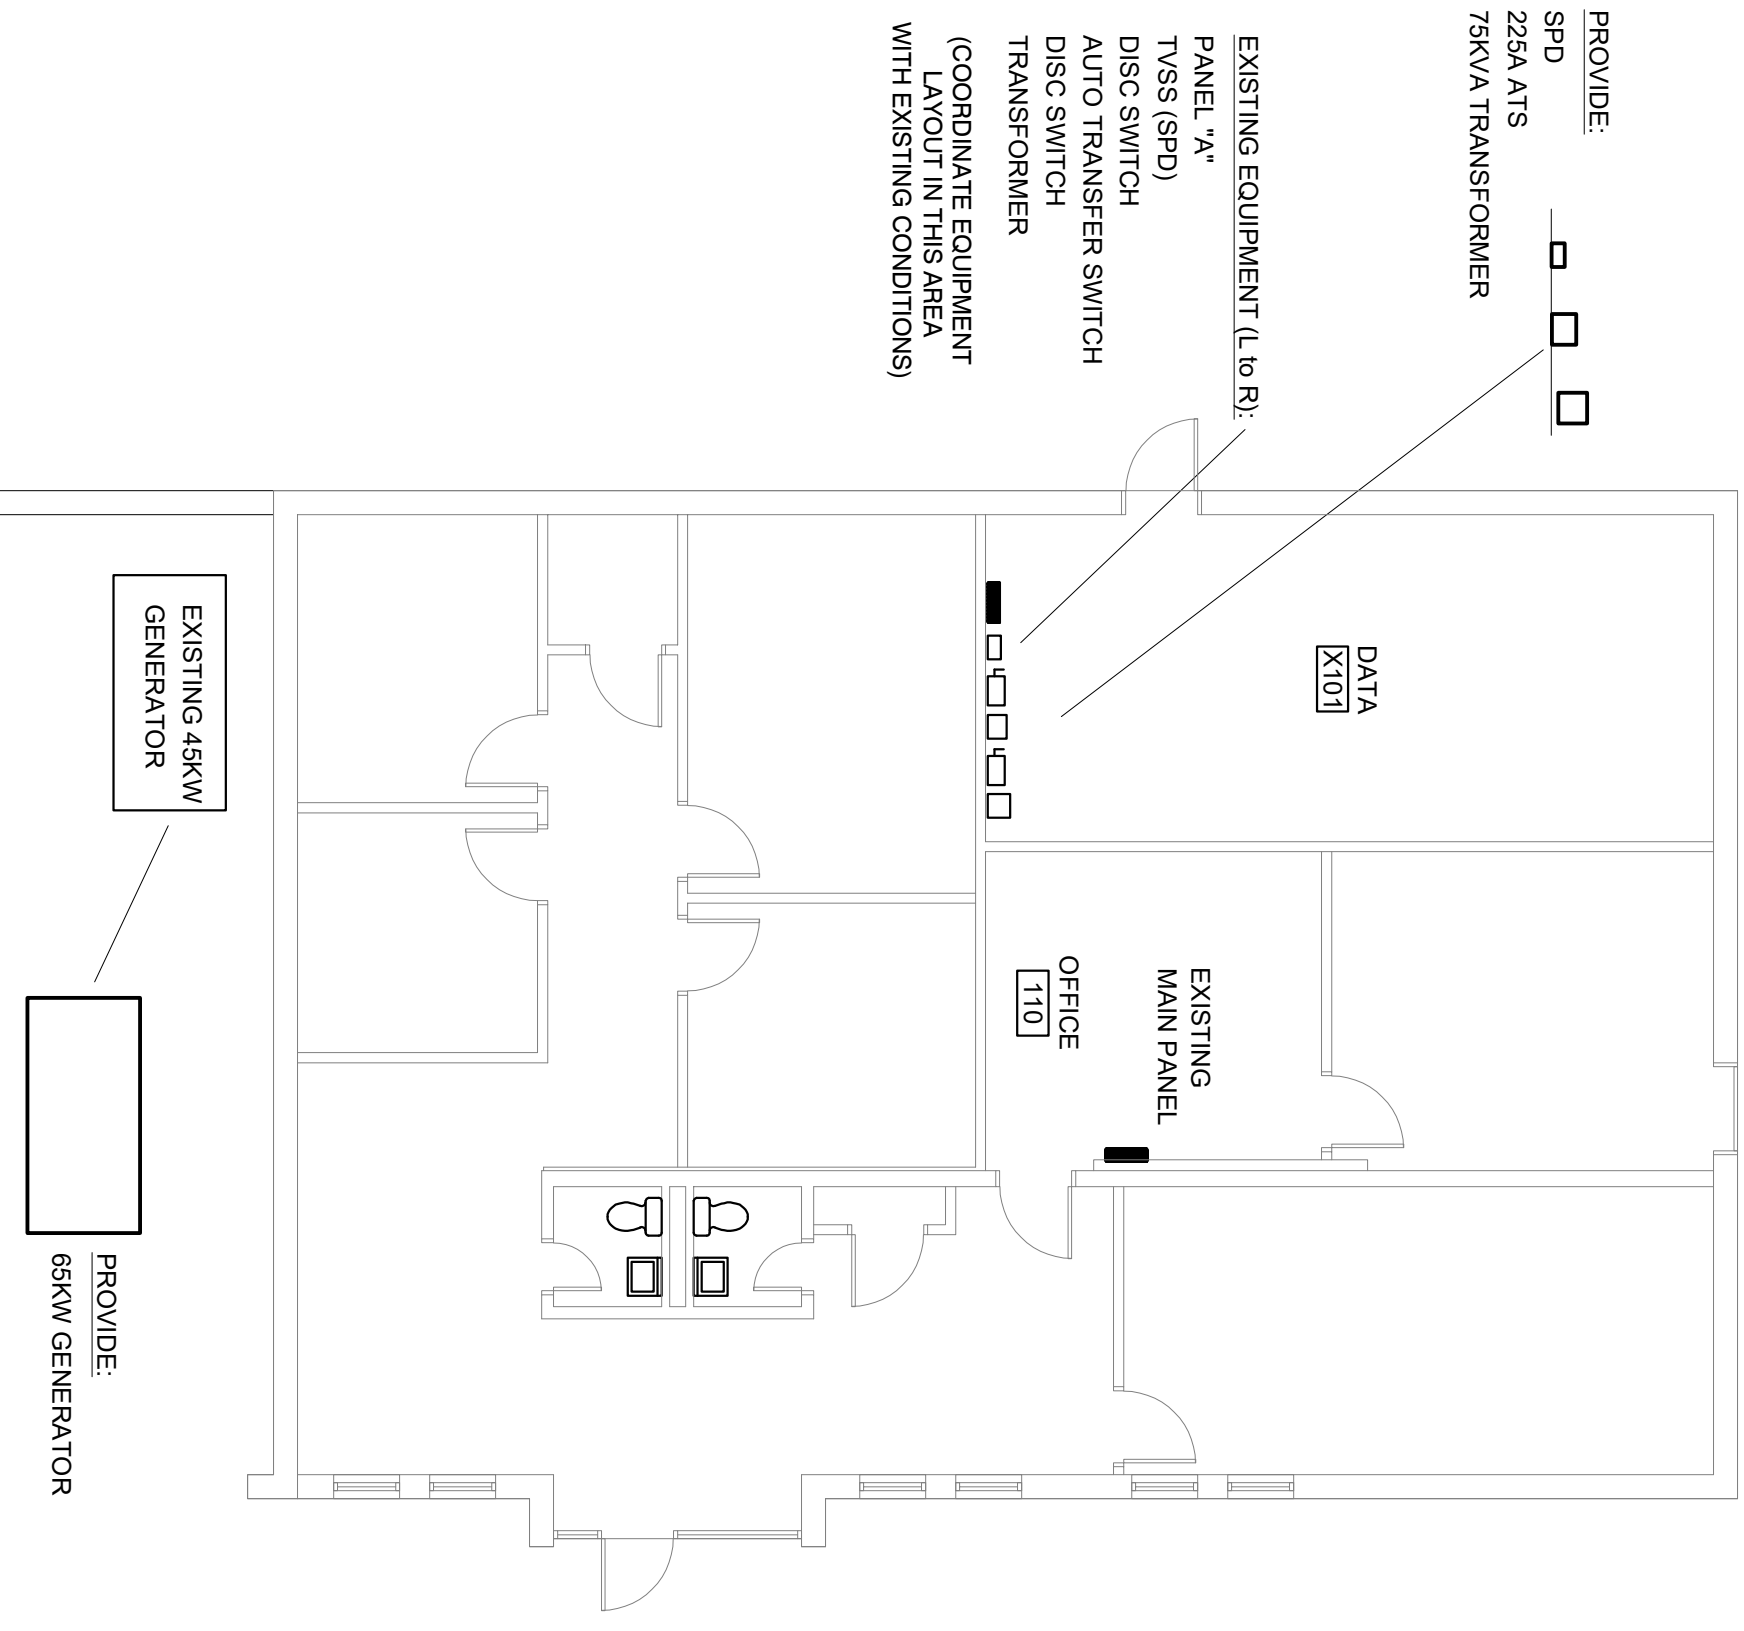 PROVIDE:
SPD
225A ATS
75KVA TRANSFORMER
EXISTING EQUIPMENT (L to R):
PANEL "A"
TVSS (SPD)
DISC SWITCH
AUTO TRANSFER SWITCH
DISC SWITCH
TRANSFORMER
(COORDINATE EQUIPMENT
LAYOUT IN THIS AREA
WITH EXISTING CONDITIONS)
DATA
X101
EXISTING
MAIN PANEL
OFFICE
110
EXISTING 45KW
GENERATOR
PROVIDE:
65KW GENERATOR